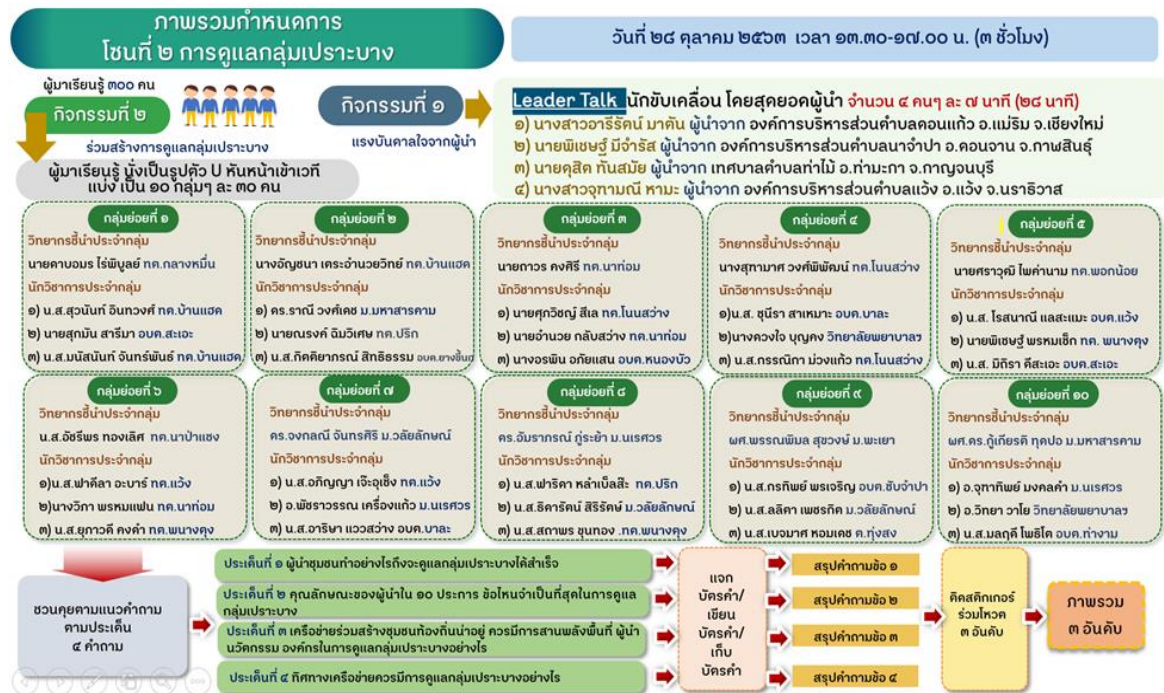 ภาพรวมกำหนดการ
โซนที่ ๒ การดูแลกลุ่มเปราะบาง
วันที่ ๒๘ ตุลาคม ๒๕๖๓ เวลา ๑๓.๓๐-๑๗.๐๐ น. (๓ ชั่วโมง)
ผู้มาเรียนรู้ ๓๐๐ คน
กิจกรรมที่ ๒
ร่วมสร้างการดูแลกลุ่มเปราะบาง
ผู้มาเรียนรู้ นั่งเป็นรูปตัว U หันหน้าเข้าเวที
แบ่ง เป็น ๑๐ กลุ่มๆ ละ ๓๐ คน
กิจกรรมที่ ๑
แรงบันดาลใจจากผู้นำ
Leader Talk นักขับเคลื่อน โดยสุดยอดผู้นำ จำนวน ๔ คนๆ ละ ๗ นาที (๒๘ นาที)
๑) นางสาวอารีรัตน์ มาตัน ผู้นำจาก องค์การบริหารส่วนตำบลดอนแก้ว อ.แม่ริม จ.เชียงใหม่
๒) นายพิเชษฐ์ มีจำรัส ผู้นำจาก องค์การบริหารส่วนตำบลนาจำปา อ.ดอนจาน จ.กาฬสินธุ์
๓) นายดุสิต ทันสมัย ผู้นำจาก เทศบาลตำบลท่าไม้ อ.ท่ามะกา จ.กาญจนบุรี
๔) นางสาวจุฑามณี หามะ ผู้นำจาก องค์การบริหารส่วนตำบลแว้ง อ.แว้ง จ.นราธิวาส
กลุ่มย่อยที่ ๑
วิทยากรชี้นำประจำกลุ่ม
นายดาบอมร ไร่พิบูลย์ ทต.กลางหมื่น
นักวิชาการประจำกลุ่ม
๑) น.ส.สุวนันท์ อินทวงศ์ ทต.บ้านแฮด
๒) นายสุกมัน สารีมา อบต.สะเอะ
๓) น.ส.มนัสนันท์ จันทร์พันธ์ ทต.บ้านแฮด
กลุ่มย่อยที่ ๒
วิทยากรชี้นำประจำกลุ่ม
นางอัญชนา เตระอำนวยวิทย์ ทต.บ้านแฮด
นักวิชาการประจำกลุ่ม
๑) ดร.ราณี วงศ์เดช ม.มหาสารคาม
๒) นายณรงค์ ฉิมวิเศษ ทต.ปริก
๓) น.ส.กิตติยาภรณ์ สิทธิธรรม อบต.ยางขี้นก
กลุ่มย่อยที่ ๓
วิทยากรชี้นำประจำกลุ่ม
นายถาวร คงศิริ ทต.นาท่อม
นักวิชาการประจำกลุ่ม
๑) นายศุภวิชญ์ สีเล ทต.โนนสว่าง
๒) นายอำนวย กลับสว่าง ทต.นาท่อม
๓) นางอรพิน อภัยแสน อบต.หนองบัว
กลุ่มย่อยที่ ๔
วิทยากรชี้นำประจำกลุ่ม
นางสุฑามาศ วงศ์พิพัฒน์ ทต.โนนสว่าง
นักวิชาการประจำกลุ่ม
๑)น.ส. ซูนีรา สาเหมาะ อบต.บาละ
๒)นางดวงใจ บุญคง วิทยาลัยพยาบาลฯ
๓) น.ส.กรรณิกา ม่วงแก้ว ทต.โนนสว่าง
กลุ่มย่อยที่ ๕
วิทยากรชี้นำประจำกลุ่ม
นายศราวุฒิ ไพค่านาม ทต.พอกน้อย
นักวิชาการประจำกลุ่ม
๑) น.ส. โรสนาณี แลสะแมะ อบต.แว้ง
๒) นายพิเชษฐ์ พรหมเช็ก ทต. พนางตุง
๓) น.ส. มิถิรา ดีสะเอะ อบต.สะเอะ
กลุ่มย่อยที่ ๖
วิทยากรชี้นำประจำกลุ่ม
น.ส.อัชรีพร ทองเลิศ ทต.นาป่าแซง
นักวิชาการประจำกลุ่ม
๑)น.ส.ฟาดีลา อะบาร์ ทต.แว้ง
๒)นางวิภา พรหมแฟน ทต.นาท่อม
๓) น.ส.ยุภาวดี คงดำ ทต.พนางตุง
กลุ่มย่อยที่ ๗
วิทยากรชี้นำประจำกลุ่ม
ดร.จงกลณี จันทรศิริ ม.วลัยลักษณ์
นักวิชาการประจำกลุ่ม
๑) น.ส.อภิญญา เจ๊ะอุเซ็ง ทต.แว้ง
๒) อ.พัชราวรรณ เครื่องแก้ว ม.นเรศวร
๓) น.ส.อาริษา แววสว่าง อบต.บาละ
กลุ่มย่อยที่ ๘
วิทยากรชี้นำประจำกลุ่ม
ดร.อัมราภรณ์ ภู่ระย้า ม.นเรศวร
นักวิชาการประจำกลุ่ม
๑) น.ส.ฟาริดา หลำเบ็ลส๊ะ ทต.ปริก
๒) น.ส.ธิดารัตน์ สิริรัตน์ ม.วลัยลักษณ์
๓) น.ส.สถาพร ขุนทอง .ทต.พนางตุง
กลุ่มย่อยที่ ๙
วิทยากรชี้นำประจำกลุ่ม
ผศ.พรรณพิมล สุขวงษ์ ม.พะเยา
นักวิชาการประจำกลุ่ม
๑) น.ส.กรทิพย์ พรเจริญ อบต.ซับจำปา
๒) น.ส.ลลิตา เพชรกิด ม.วลัยลักษณ์
๓) น.ส.เบจมาศ หอมเดช ต.ทุ่งสง
กลุ่มย่อยที่ ๑๐
วิทยากรชี้นำประจำกลุ่ม
ผศ.ดร.กู้เกียรติ ทุดปอ ม.มหาสารคาม
นักวิชาการประจำกลุ่ม
๑) อ.จุฑาทิพย์ มงคลคำ ม.นเรศวร
๒) อ.วิทยา วาโย วิทยาลัยพยาบาลฯ
๓) น.ส.มลฤดี โพธิโต อบต.ท่างาม
ชวนคุยตามแนวคำถาม
ตามประเด็น
๔ คำถาม
ประเด็นที่ ๑ ผู้นำชุมชนทำอย่างไรถึงจะดูแลกลุ่มเปราะบางได้สำเร็จ
ประเด็นที่ ๒ คุณลักษณะของผู้นำใน ๑๐ ประการ ข้อไหนจำเป็นที่สุดในการดูแล
กลุ่มเปราะบาง
ประเด็นที่ ๓ เครือข่ายร่วมสร้างชุมชนท้องถิ่นน่าอยู่ ควรมีการสานพลังพื้นที่ ผู้นำ
นวัตกรรม องค์กรในการดูแลกลุ่มเปราะบางอย่างไร
ประเด็นที่ ๔ ทิศทางเครือข่ายควรมีการดูแลกลุ่มเปราะบางอย่างไร
แจก
บัตรคำ/
เขียน
บัตรคำ/
เก็บ
บัตรคำ
สรุปคำถามข้อ ๑
สรุปคำถามข้อ ๒
สรุปคำถามข้อ ๓
สรุปคำถามข้อ ๔
ติดสติกเกอร์
ร่วมโหวต
๓ อันดับ
ภาพรวม
๓ อันดับ